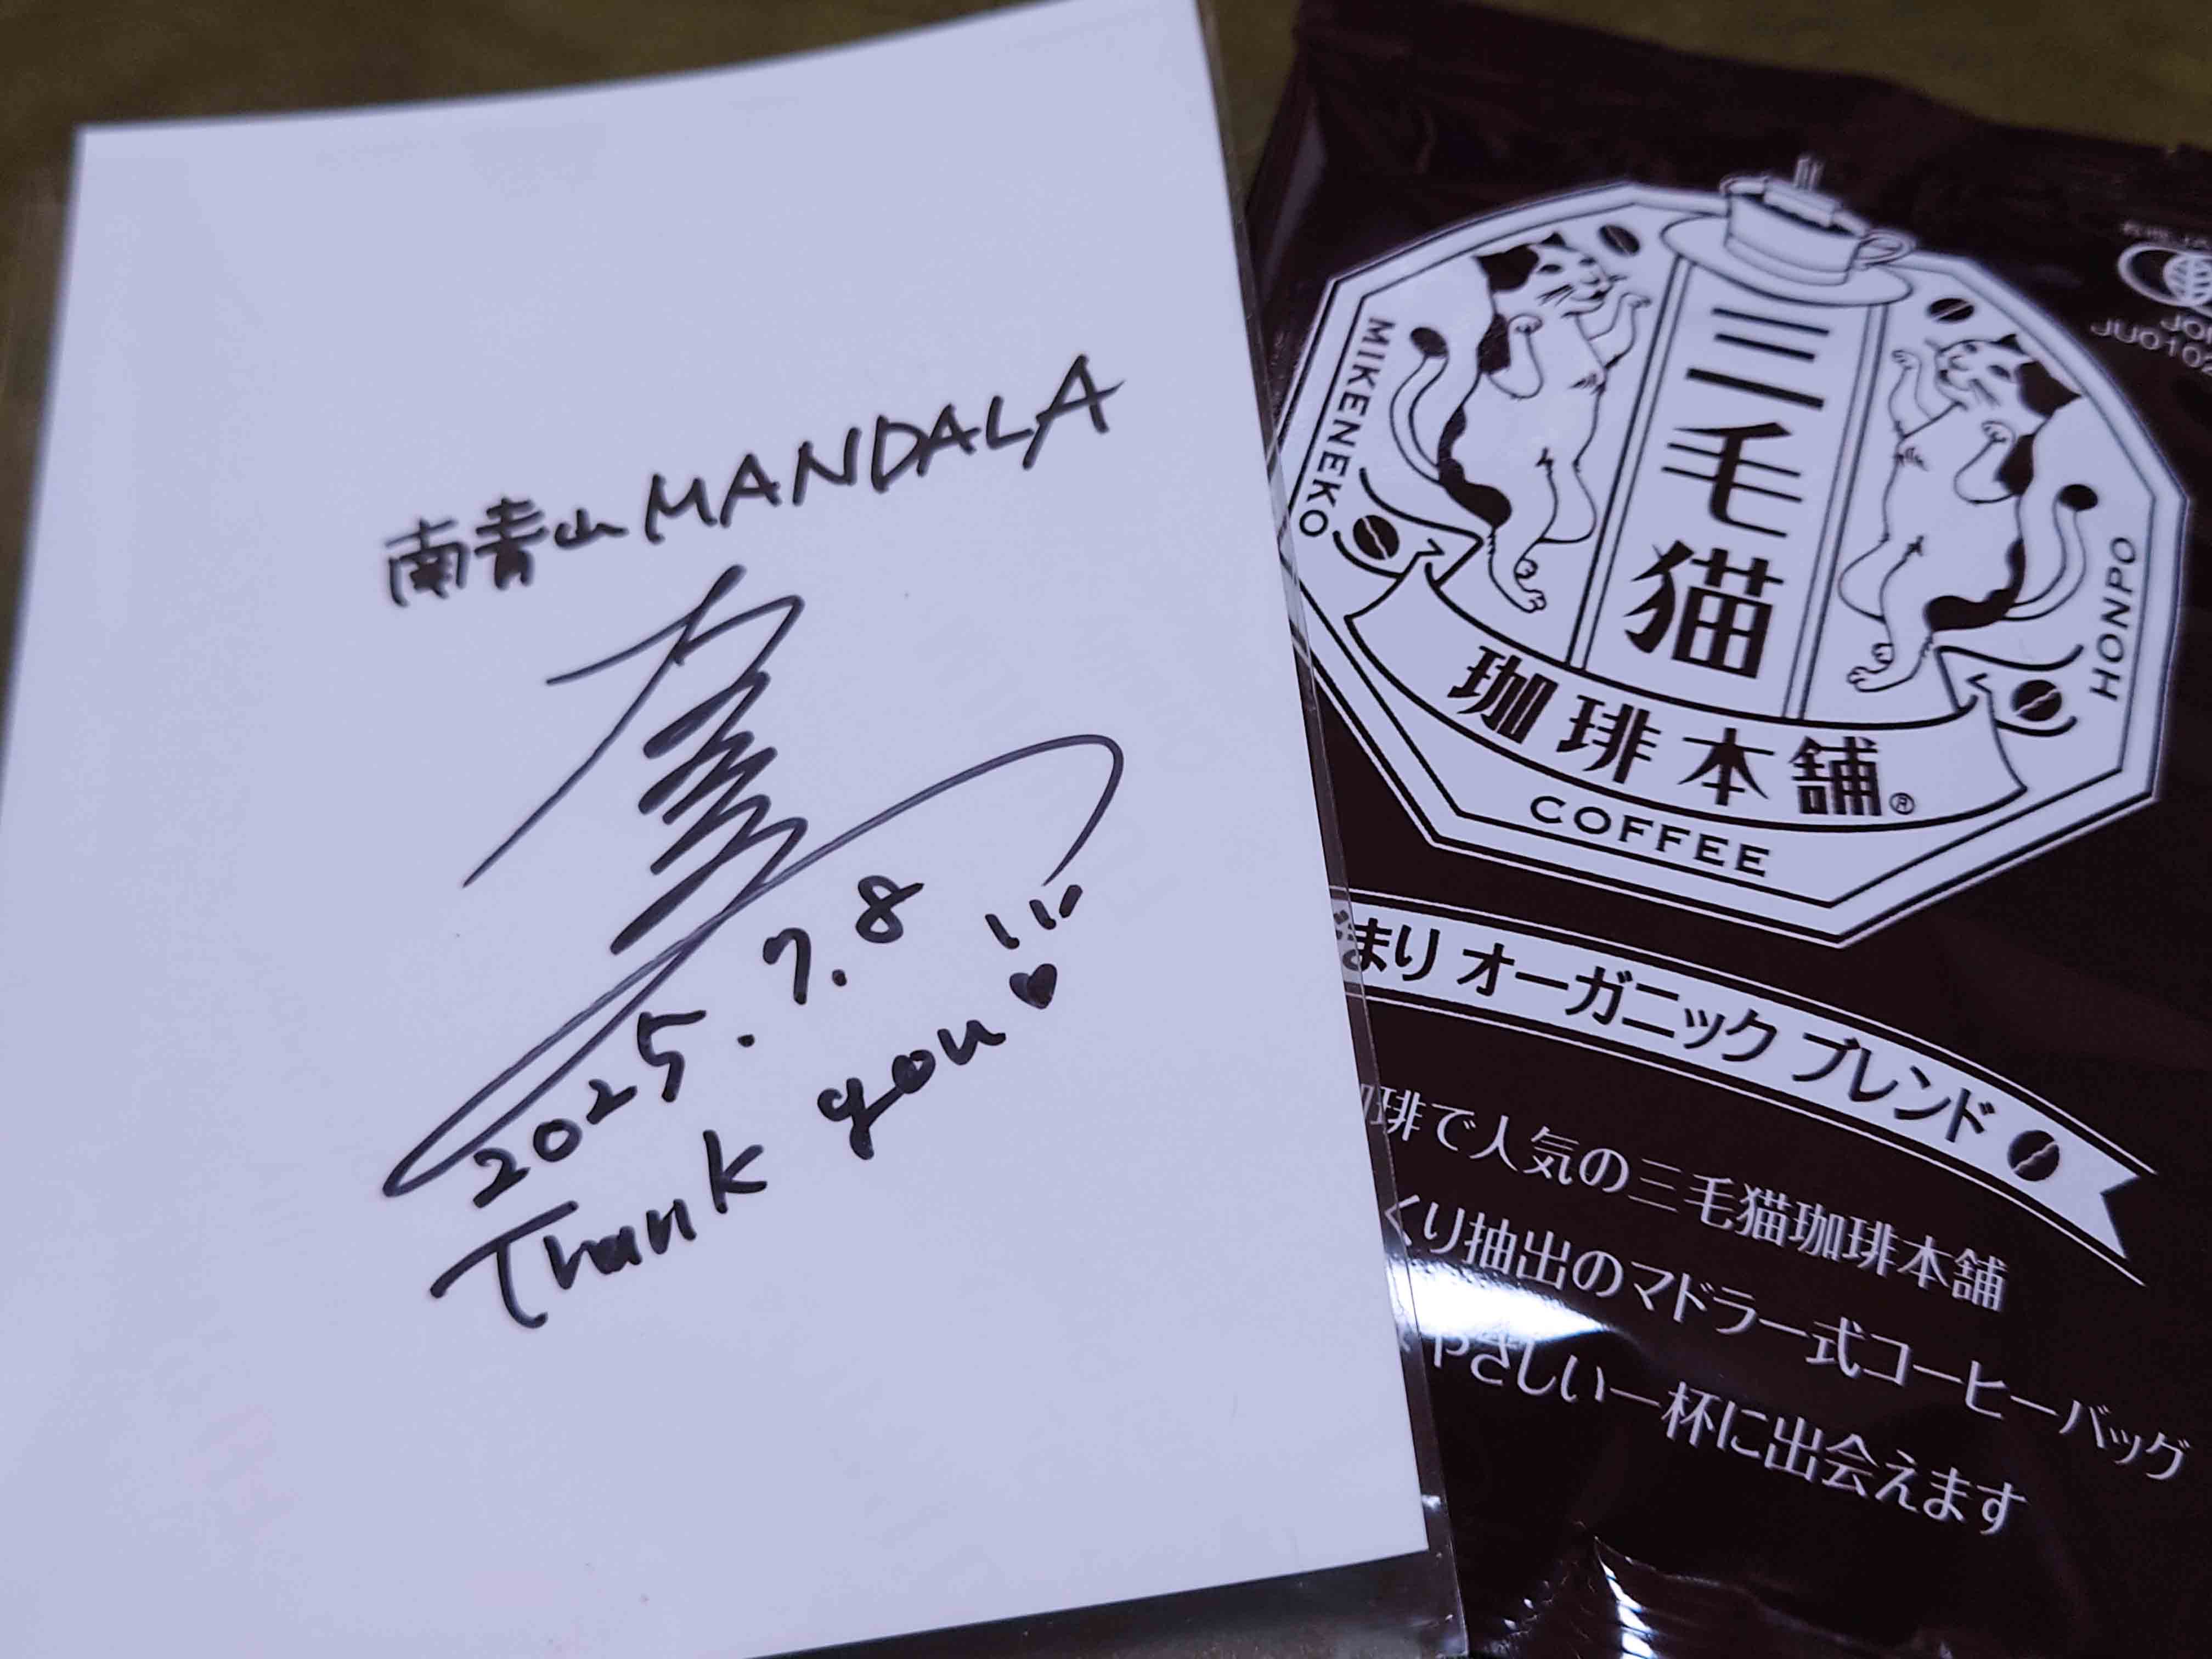 南青山MANDALA
2025.7.8
Thank you
三毛猫
MIKENEKO
HONPO
珈琲本舗®
COFFEE
まり オーガニック ブレンド
琲で人気の三毛猫珈琲本舗
くり抽出のマドラー式コーヒーバッグ
やさしい一杯に出会えます